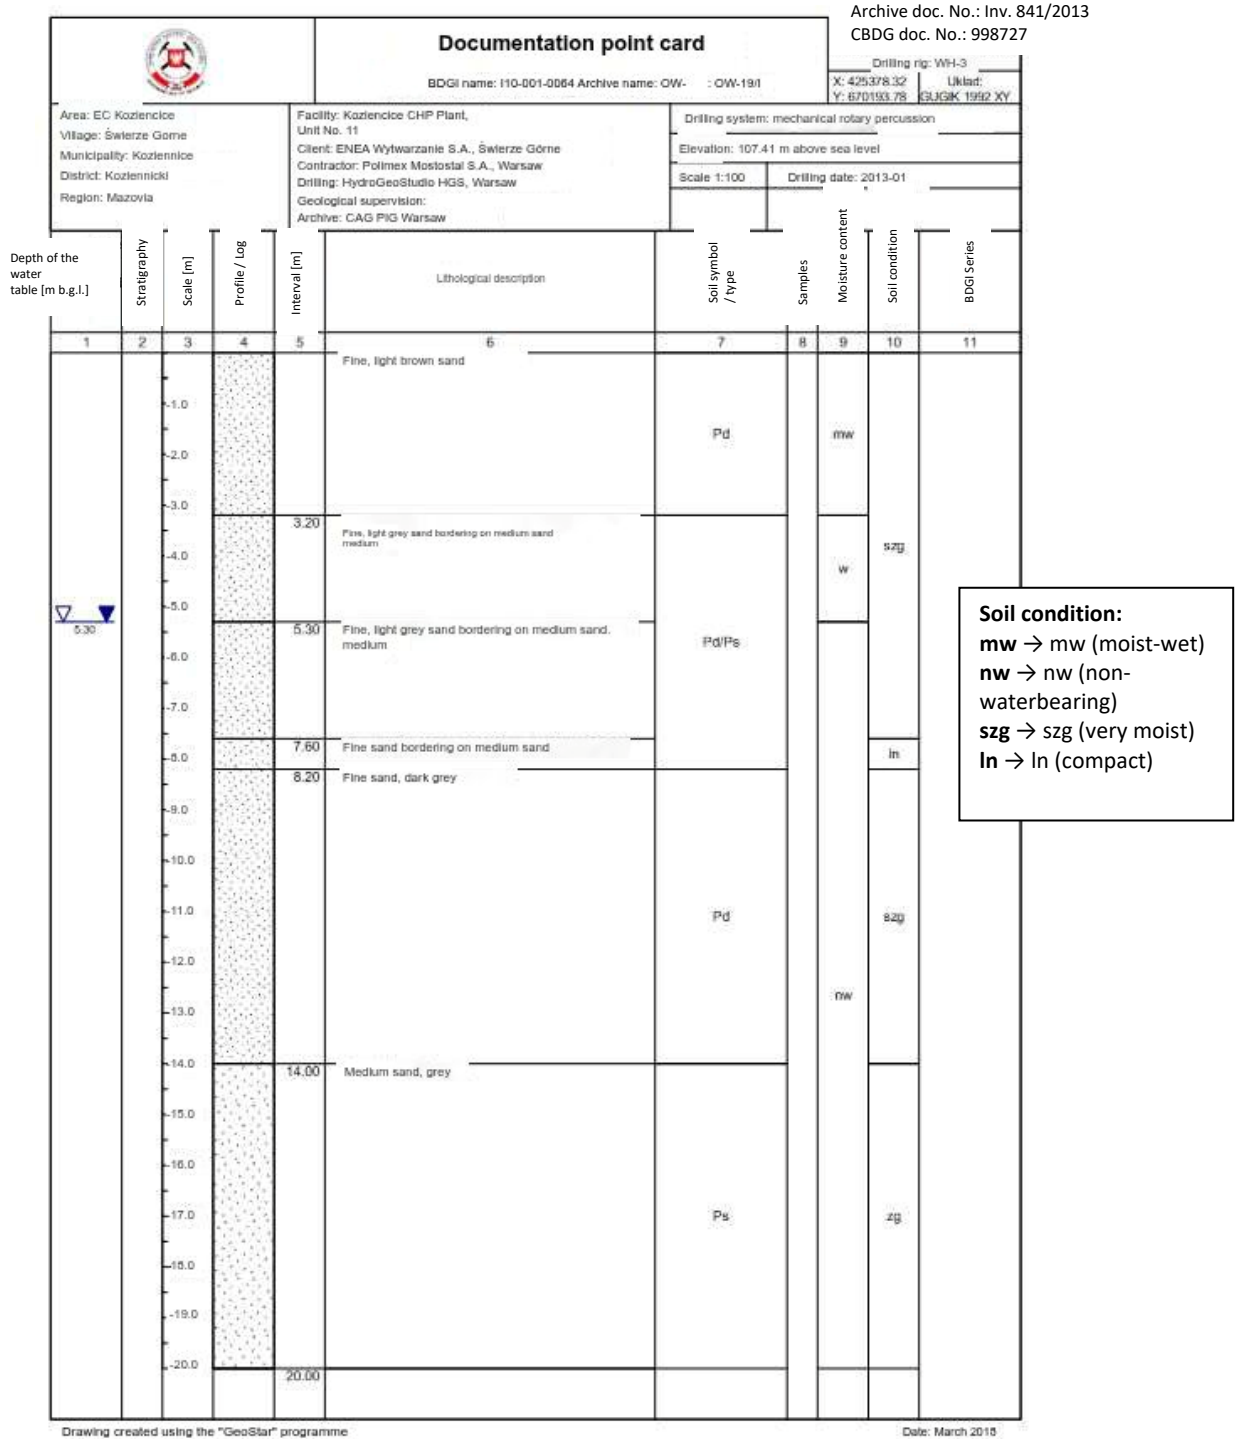 Archive doc. No.: Inv. 841/2013
CBDG doc. No.: 998727
Documentation point card
BDGI name: I10-001-0064 Archive name: OW- : OW-19/I
Drilling rig: WH-3
X: 425378.32
Y: 670193.78
Układ:
GUGIK 1992 XY
Area: EC Kozienice
Village: Świerze Gorne
Municipality: Koziennice
District: Koziennicki
Region: Mazovia
Facility: Kozienice CHP Plant,
Unit No. 11
Client: ENEA Wytwarzanie S.A., Świerze Górne
Contractor: Polimex Mostostal S.A., Warsaw
Drilling: HydroGeoStudio HGS, Warsaw
Geological supervision:
Archive: CAG PIG Warsaw
Drilling system: mechanical rotary percussion
Elevation: 107.41 m above sea level
Scale 1:100
Drilling date: 2013-01
Depth of the
water
table [m b.g.l.]
Stratigraphy
Scale [m]
Profile / Log
Interval [m]
Lithological description
Soil symbol
/ type
Samples
Moisture content
Soil condition
BDGI Series
1 2 3 4 5 6 7 8 9 10 11
Fine, light brown sand
-1.0
Pd mw
-2.0
-3.0
3.20
Fine, light grey sand bordering on medium sand
medium
szg
-4.0
w
-5.0
5.30
5.30 Fine, light grey sand bordering on medium sand.
medium
Pd/Ps
-6.0
-7.0
7.60 Fine sand bordering on medium sand
ln
-8.0
8.20 Fine sand, dark grey
-9.0
-10.0
-11.0
Pd szg
-12.0
nw
-13.0
-14.0
14.00 Medium sand, grey
-15.0
-16.0
-17.0
Ps zg
-18.0
-19.0
-20.0
20.00
Soil condition:
mw → mw (moist-wet)
nw → nw (non-
waterbearing)
szg → szg (very moist)
ln → ln (compact)
Drawing created using the "GeoStar" programme
Date: March 2018